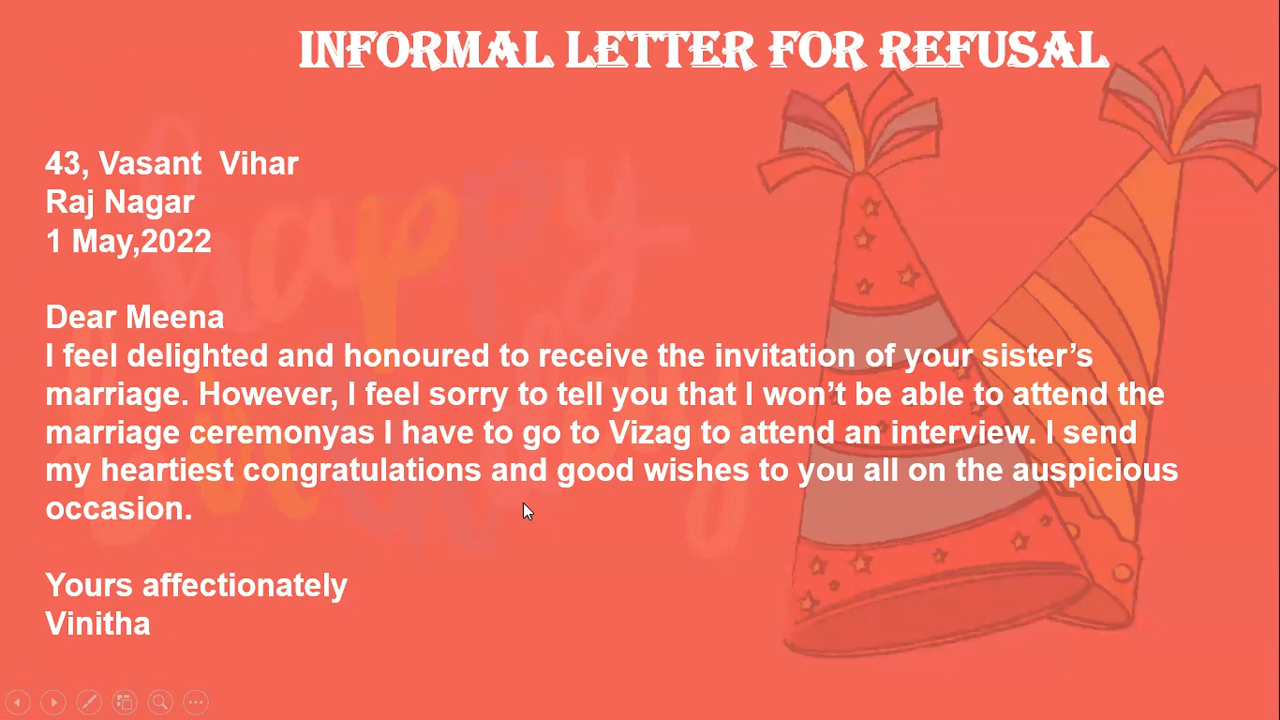 INFORMAL LETTER FOR REFUSAL
43, Vasant Vihar
Raj Nagar
1 May,2022
Dear Meena
I feel delighted and honoured to receive the invitation of your sister’s
marriage. However, I feel sorry to tell you that I won’t be able to attend the
marriage ceremonyas I have to go to Vizag to attend an interview. I send
my heartiest congratulations and good wishes to you all on the auspicious
occasion.
Yours affectionately
Vinitha
happy